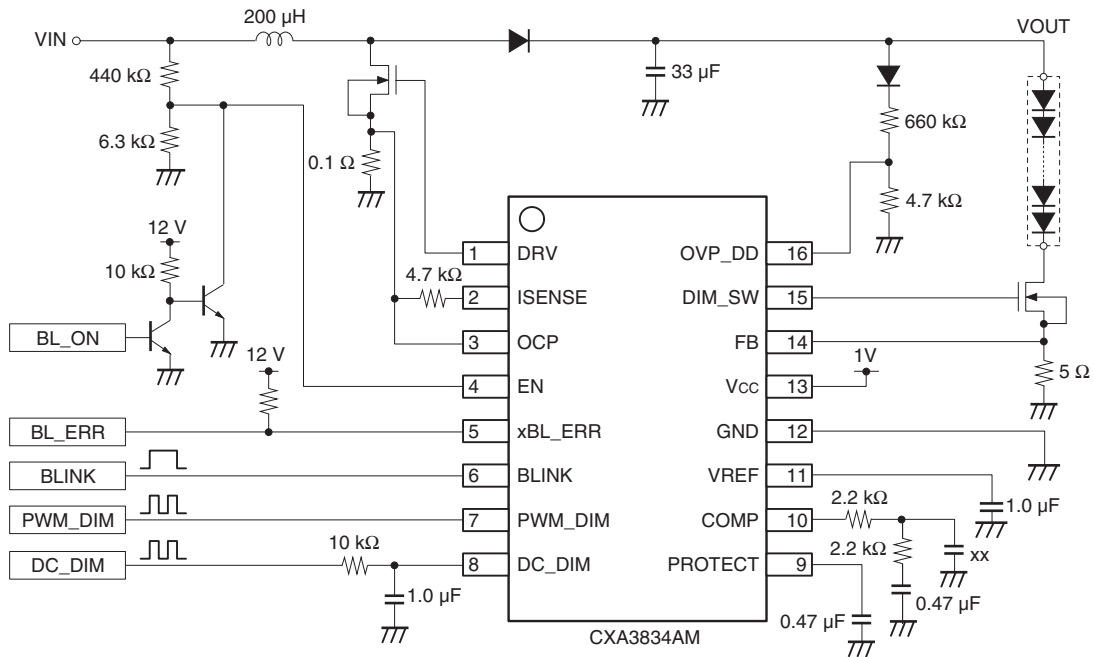 200 µH
VIN
VOUT
440 kΩ
33 µF
6.3 kΩ
660 kΩ
0.1 Ω
4.7 kΩ
12 V
10 kΩ
1 DRV
OVP_DD 16
4.7 kΩ
2 ISENSE
DIM_SW 15
BL_ON
3 OCP
FB 14
12 V
1V
4 EN
VCC 13
5 Ω
BL_ERR
5 xBL_ERR
GND 12
BLINK
6 BLINK
VREF 11
2.2 kΩ
1.0 µF
PWM_DIM
7 PWM_DIM
COMP 10
10 kΩ
2.2 kΩ
xx
DC_DIM
8 DC_DIM
PROTECT 9
1.0 µF
0.47 µF
0.47 µF
CXA3834AM